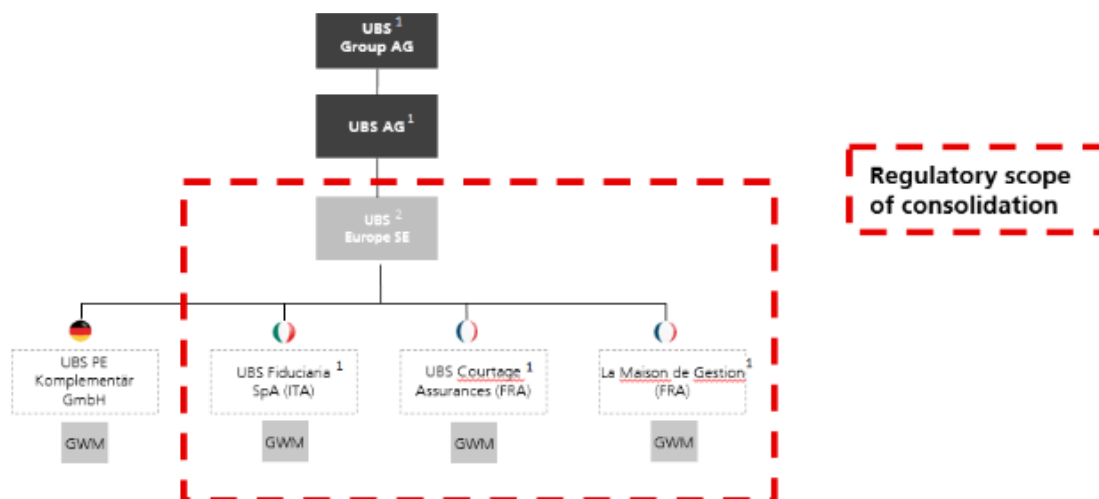 UBS 1
Group AG
UBS AG 1
Regulatory scope
of consolidation
UBS 2
Europe SE
UBS PE
Komplementär
GmbH
UBS Fiduciaria 1
SpA (ITA)
UBS Courtage 1
Assurances (FRA)
La Maison de Gestion 1
(FRA)
GWM
GWM
GWM
GWM